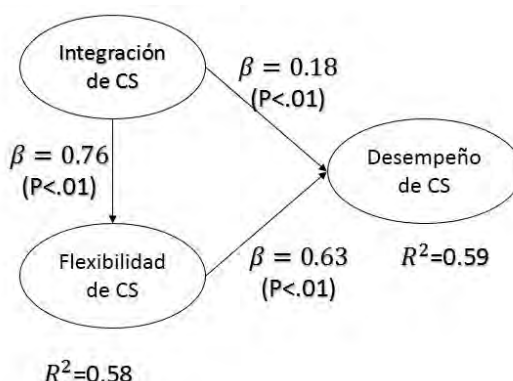 Integración
de CS
β = 0.18
(P<.01)
β = 0.76
(P<.01)
Desempeño
de CS
Flexibilidad
de CS
β = 0.63
(P<.01)
R²=0.59
R²=0.58